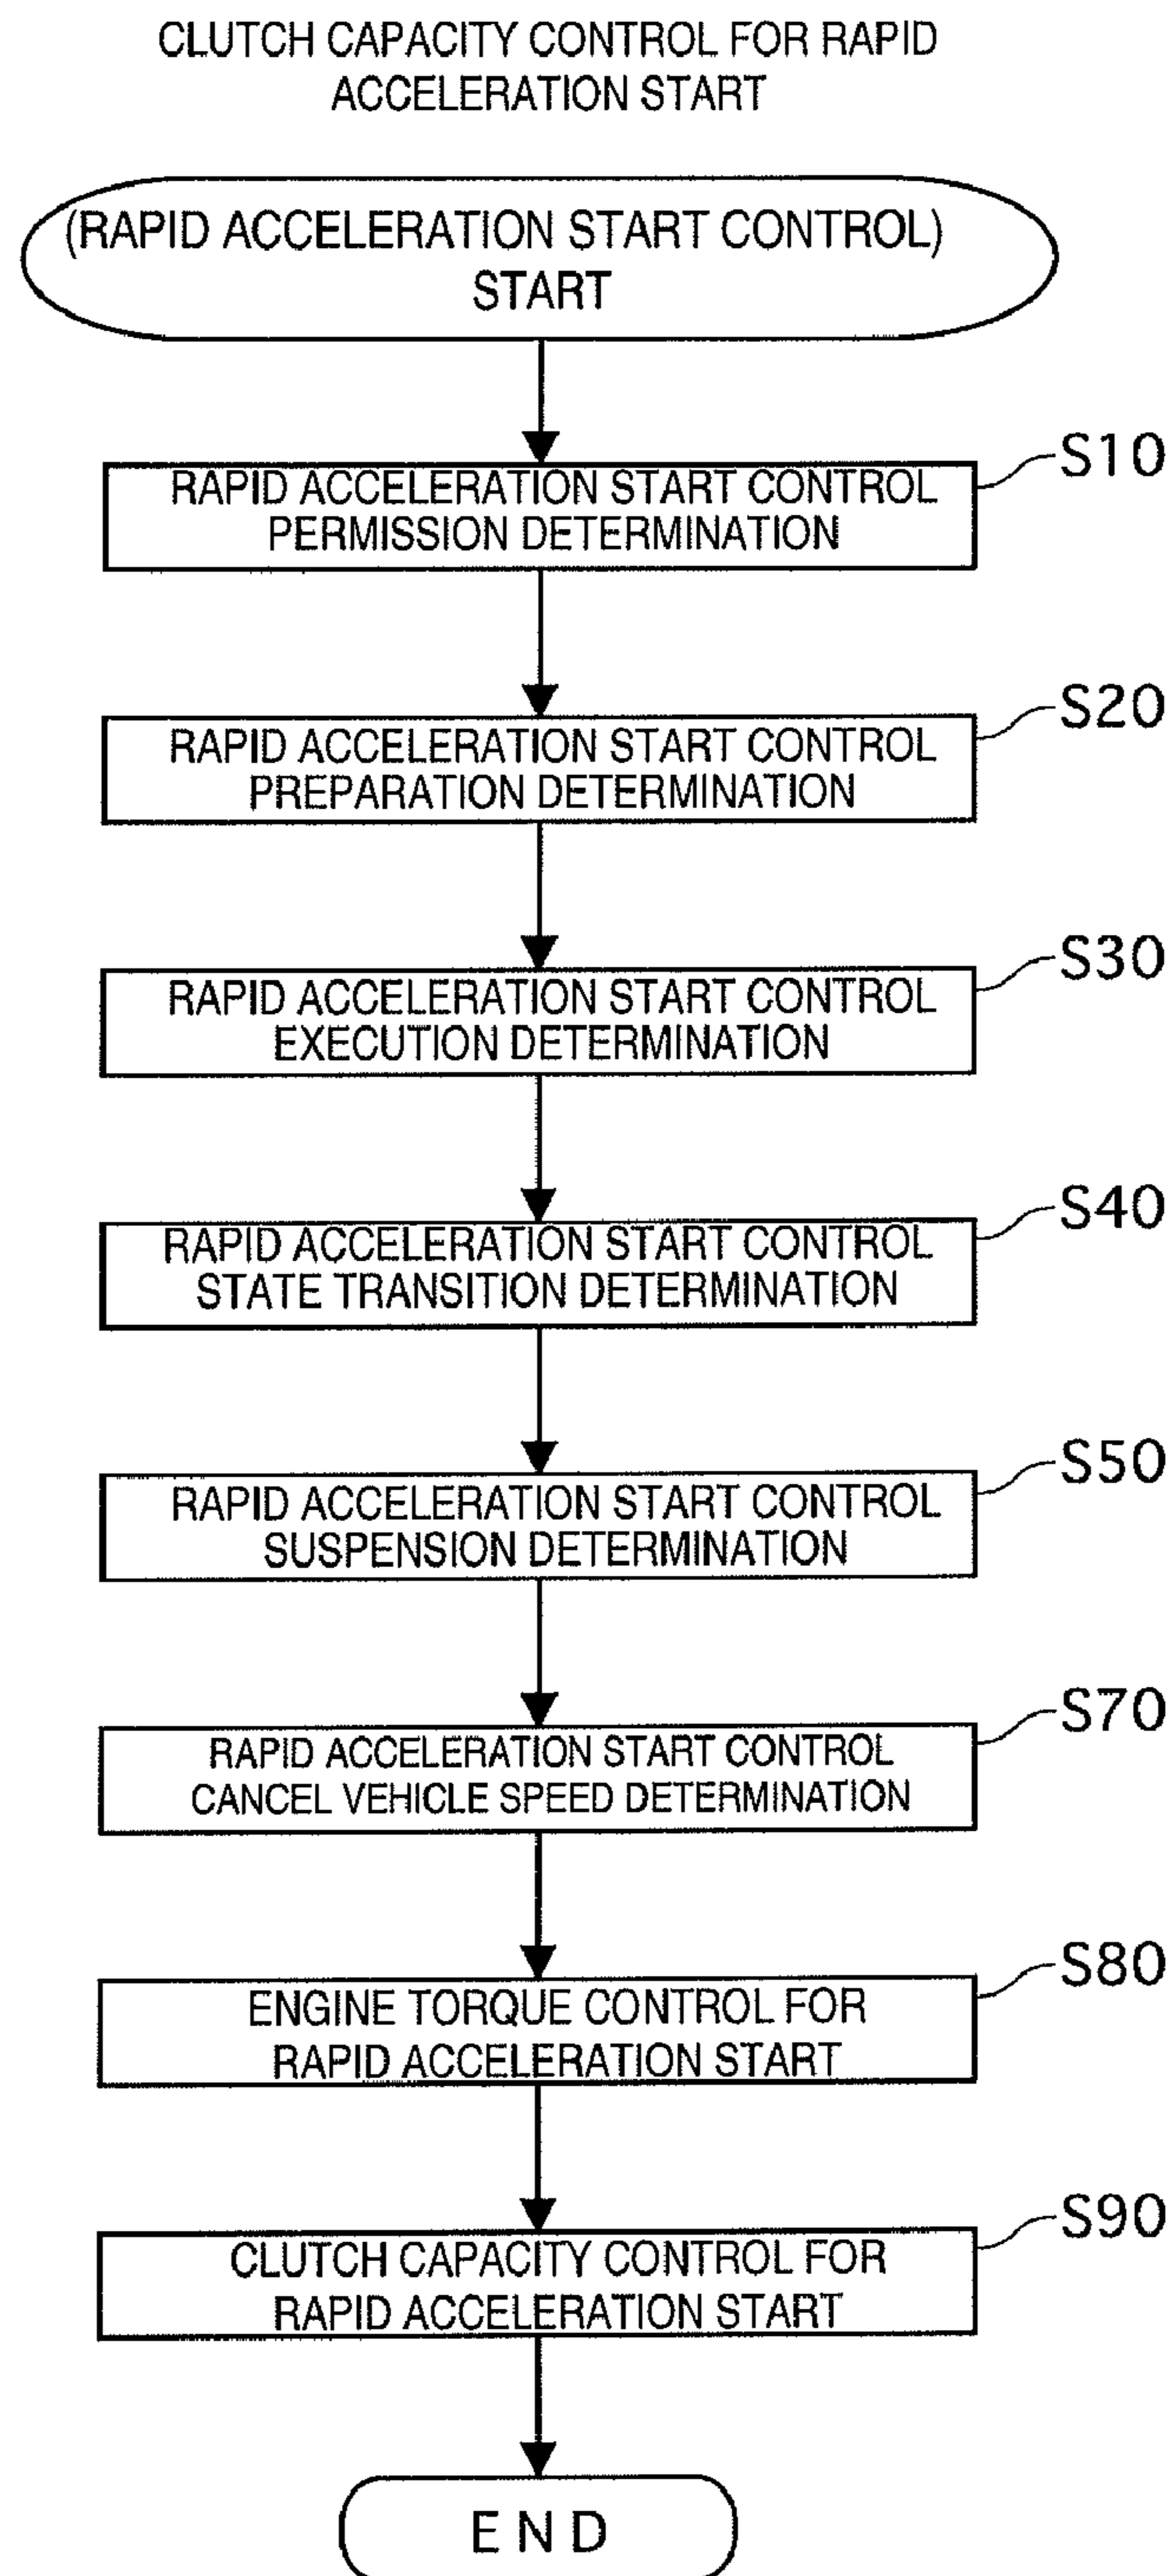 CLUTCH CAPACITY CONTROL FOR RAPID
ACCELERATION START
(RAPID ACCELERATION START CONTROL)
START
S10
RAPID ACCELERATION START CONTROL
PERMISSION DETERMINATION
S20
RAPID ACCELERATION START CONTROL
PREPARATION DETERMINATION
S30
RAPID ACCELERATION START CONTROL
EXECUTION DETERMINATION
S40
RAPID ACCELERATION START CONTROL
STATE TRANSITION DETERMINATION
S50
RAPID ACCELERATION START CONTROL
SUSPENSION DETERMINATION
S70
RAPID ACCELERATION START CONTROL
CANCEL VEHICLE SPEED DETERMINATION
S80
ENGINE TORQUE CONTROL FOR
RAPID ACCELERATION START
S90
CLUTCH CAPACITY CONTROL FOR
RAPID ACCELERATION START
END